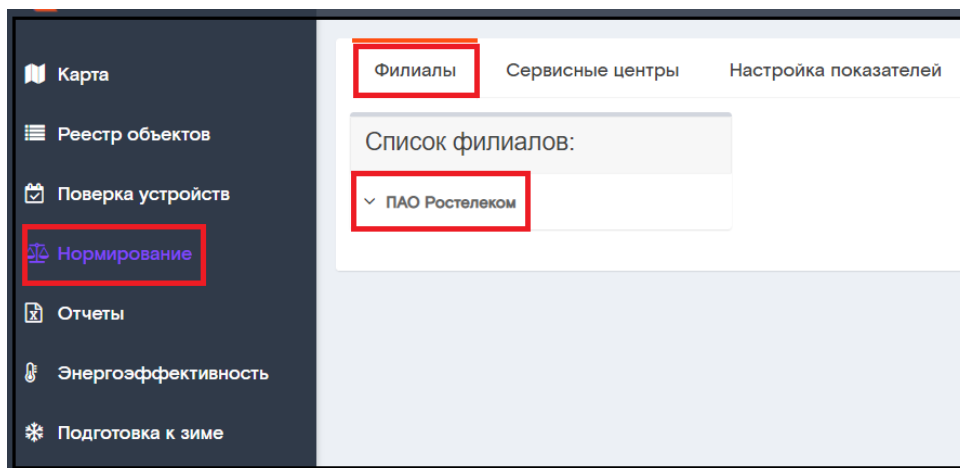 Карта
Реестр объектов
Поверка устройств
Нормирование
Отчеты
Энергоэффективность
Подготовка к зиме
Филиалы Сервисные центры Настройка показателей
Список филиалов:
ПАО Ростелеком